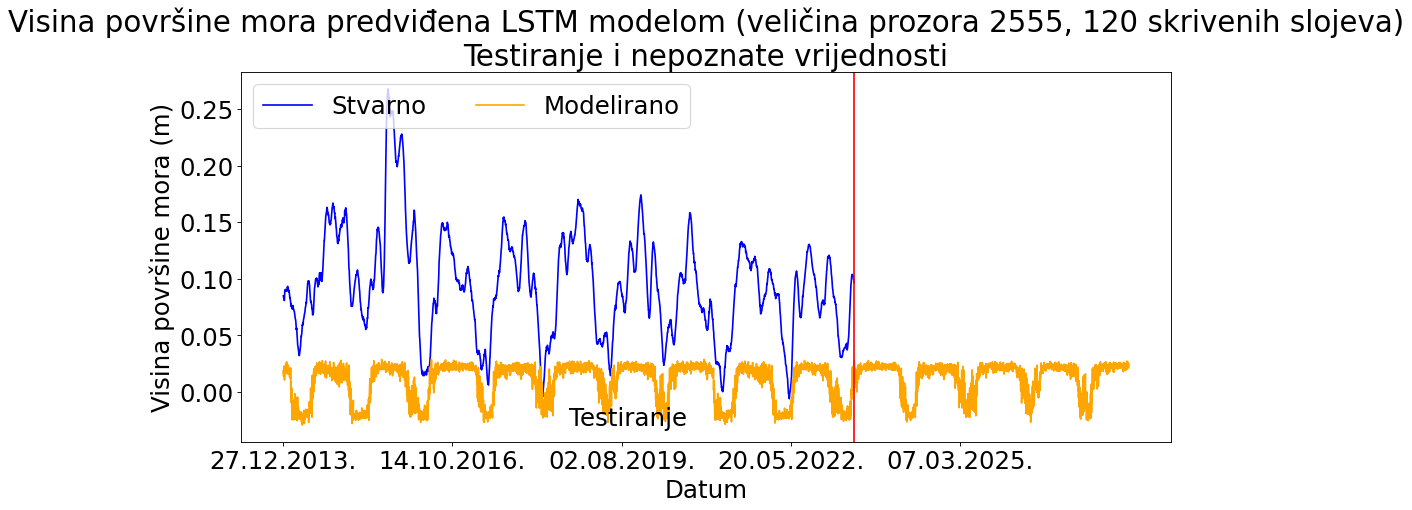 Visina površine mora predviđena LSTM modelom (veličina prozora 2555, 120 skrivenih slojeva)
Testiranje i nepoznate vrijednosti
Stvarno Modelirano
Visina površine mora (m)
0.25
0.20
0.15
0.10
0.05
0.00
Testiranje
27.12.2013. 14.10.2016. 02.08.2019. 20.05.2022. 07.03.2025.
Datum